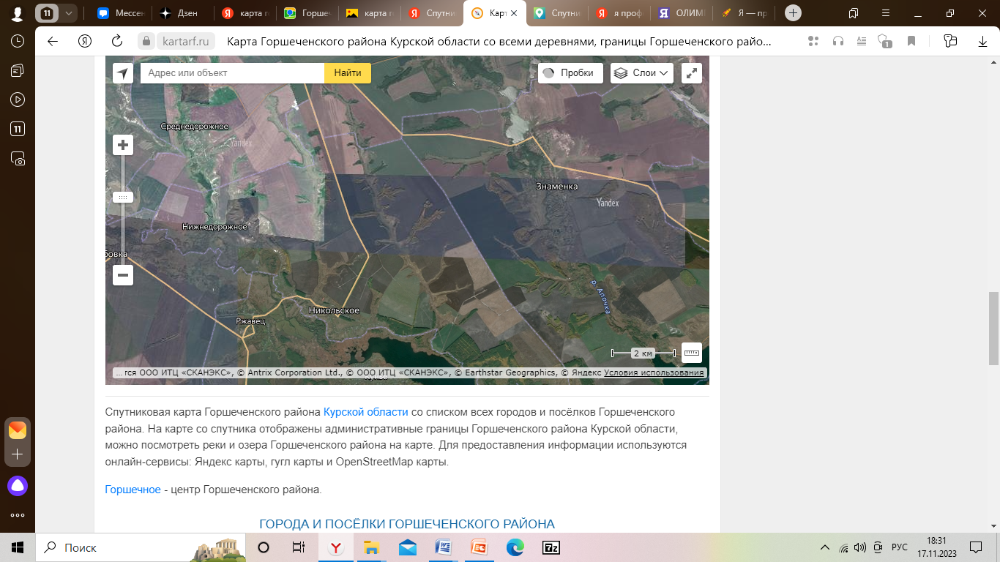 11
Мессен
Дзен
карта г
Горшеч
карта г
Спутни
Карт
Спутни
я проф
ОЛИМ
Я — пр
kartarf.ru
Карта Горшеченского района Курской области со всеми деревнями, границы Горшеченского райо...
1
11
Адрес или объект
Найти
Пробки
Слои
Среднедорожное
Yandex
Знаменка
Yandex
Нижнедорожное
бовка
р. Апочка
Никольское
Ржавец
2 км
... тся ООО ИТЦ «СКАНЭКС», © Antrix Corporation Ltd., © ООО ИТЦ «СКАНЭКС», © Earthstar Geographics, © Яндекс Условия использования
Спутниковая карта Горшеченского района Курской области со списком всех городов и посёлков Горшеченского
района. На карте со спутника отображены административные границы Горшеченского района Курской области,
можно посмотреть реки и озера Горшеченского района на карте. Для предоставления информации используются
онлайн-сервисы: Яндекс карты, гугл карты и OpenStreetMap карты.
Горшечное - центр Горшеченского района.
ГОРОДА И ПОСЁЛКИ ГОРШЕЧЕНСКОГО РАЙОНА
Поиск
РУС
18:31
17.11.2023